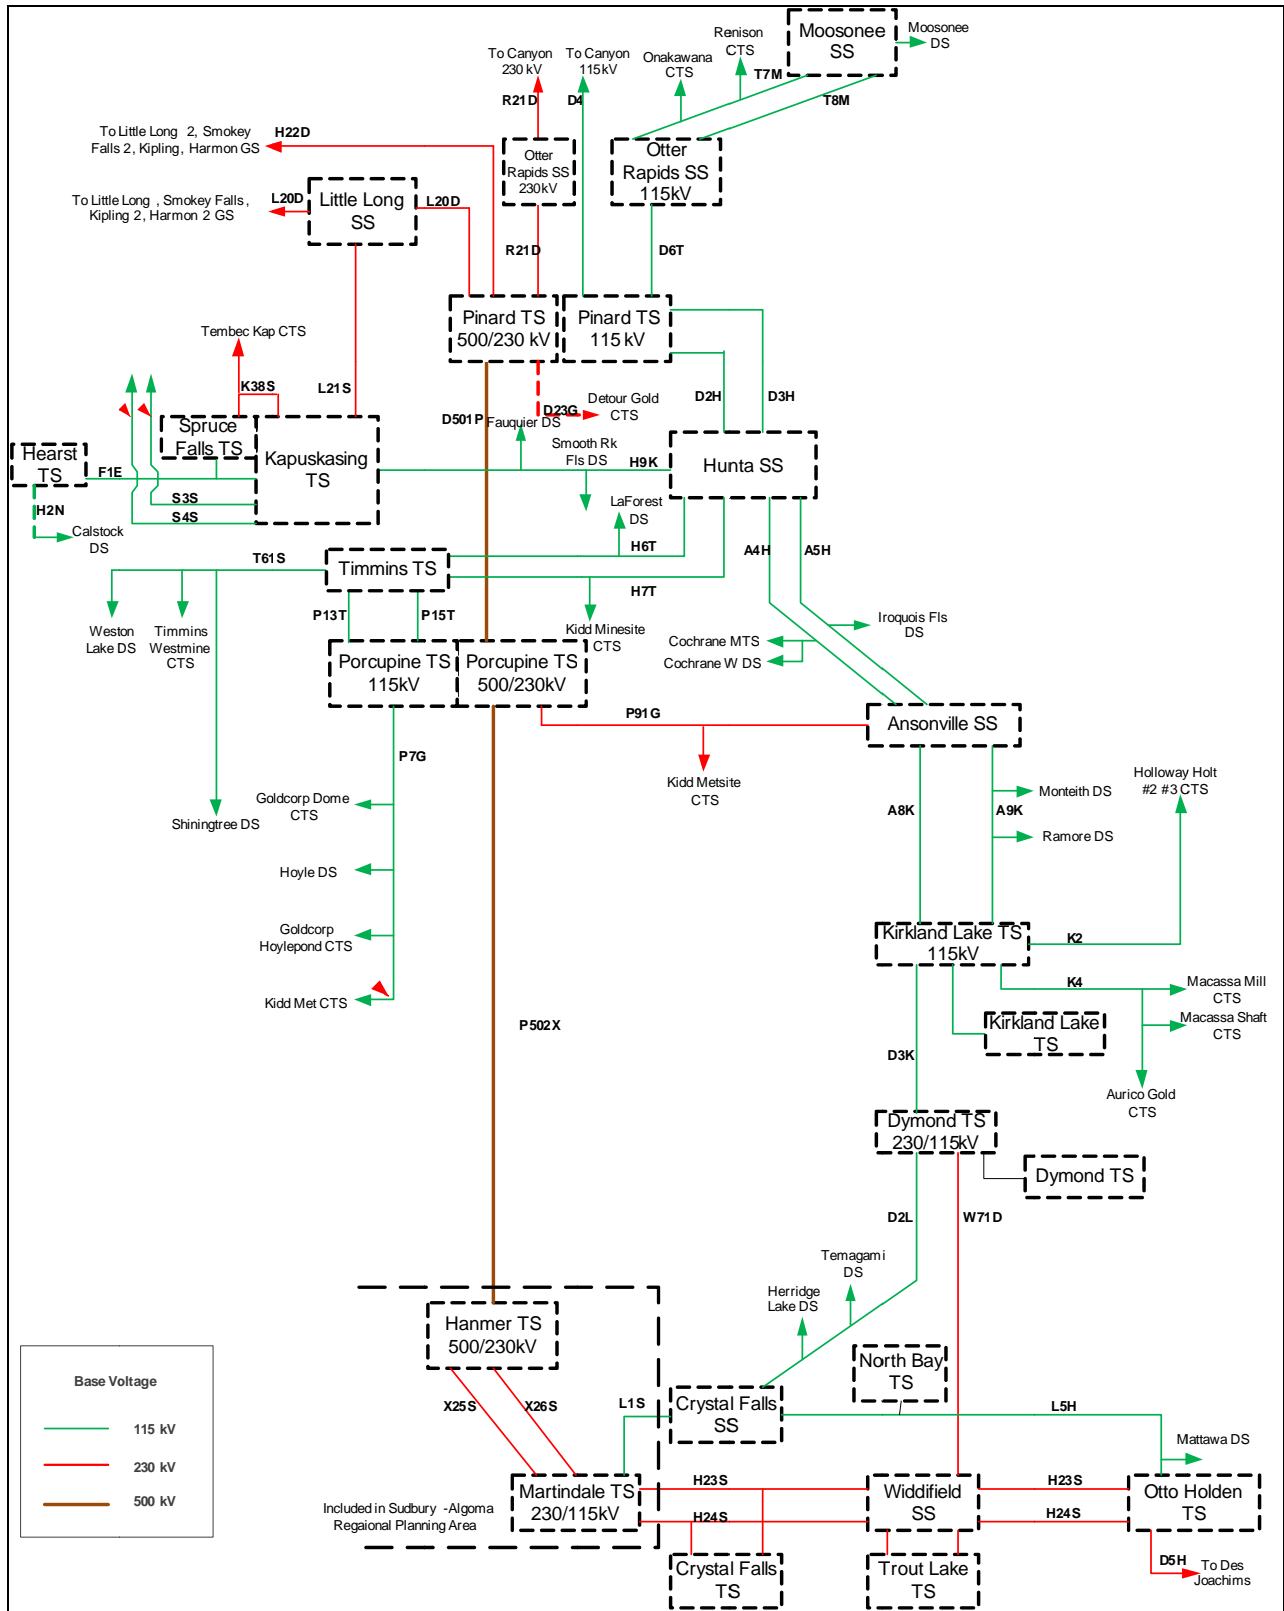 Moosonee
SS
Moosonee
DS
Renison
CTS
Onakawana
CTS
To Canyon
230 kV
To Canyon
115kV
T7M
T8M
R21D
D4
To Little Long 2, Smokey
Falls 2, Kipling, Harmon GS
H22D
Otter
Rapids SS
230kV
Otter
Rapids SS
115kV
To Little Long , Smokey Falls,
Kipling 2, Harmon 2 GS
L20D
Little Long
SS
L20D
R21D
D6T
Pinard TS
500/230 kV
Pinard TS
115 kV
Tembec Kap CTS
K38S
L21S
D501P
D23G
Detour Gold
CTS
D2H
D3H
Fauquier DS
Smooth Rk
Fls DS
Spruce
Falls TS
Kapuskasing
TS
Hearst
TS
F1E
H9K
Hunta SS
S3S
S4S
H2N
Calstock
DS
LaForest
DS
H6T
A4H
A5H
T61S
Timmins TS
H7T
P13T
P15T
Weston
Lake DS
Timmins
Westmine
CTS
Kidd Minesite
CTS
Iroquois Fls
DS
Cochrane MTS
Cochrane W DS
Porcupine TS
115kV
Porcupine TS
500/230kV
P91G
Ansonville SS
P7G
Kidd Metsite
CTS
Holloway Holt
#2 #3 CTS
Goldcorp Dome
CTS
Shiningtree DS
A8K
A9K
Monteith DS
Ramore DS
Hoyle DS
Goldcorp
Hoylepond CTS
Kirkland Lake TS
115kV
K2
Kidd Met CTS
K4
Macassa Mill
CTS
Macassa Shaft
CTS
P502X
Kirkland Lake
TS
D3K
Aurico Gold
CTS
Dymond TS
230/115kV
Dymond TS
D2L
W71D
Temagami
DS
Herridge
Lake DS
Hanmer TS
500/230kV
North Bay
TS
Base Voltage
115 kV
230 kV
500 kV
X25S
X26S
L1S
Crystal Falls
SS
L5H
Mattawa DS
Included in Sudbury -Algoma
Regaional Planning Area
Martindale TS
230/115kV
H23S
H24S
Widdifield
SS
H23S
H24S
Otto Holden
TS
Crystal Falls
TS
Trout Lake
TS
D5H
To Des
Joachims